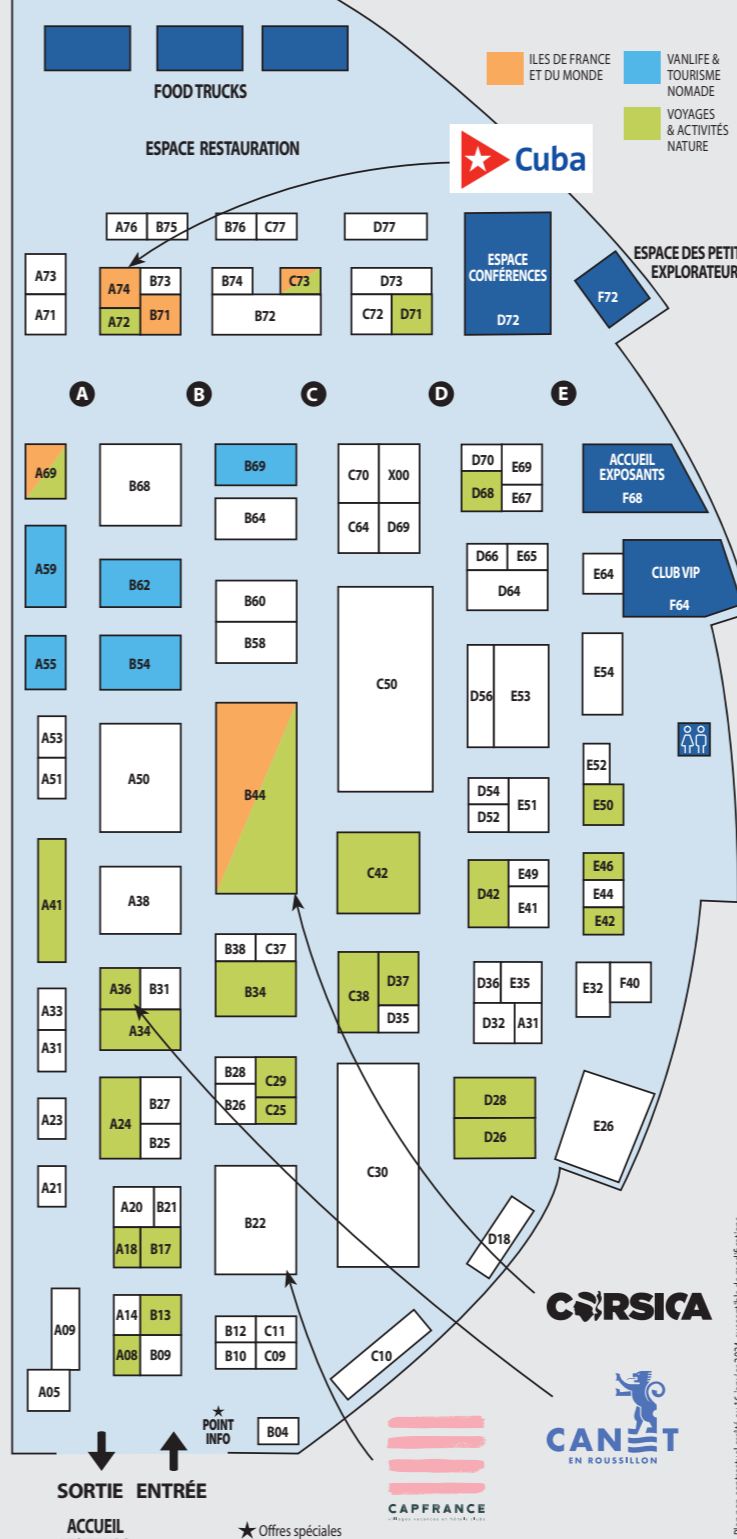 FOOD TRUCKS
ESPACE RESTAURATION
ILES DE FRANCE
ET DU MONDE
VANLIFE &
TOURISME
NOMADE
VOYAGES
& ACTIVITÉS
NATURE
Cuba
A76 B75 B76 C77 D77
ESPACE
CONFÉRENCES
D72
ESPACE DES PETIT
EXPLORATEUR
F72
A73 A74 B73 B74 C73 D73
A71 A72 B71 B72 C72 D71
A B C D E
A69 B68 B69 C70 X00 D70 E69
ACCUEIL
EXPOSANTS
F68
D68 E67
B64 C64 D69
A59 B62 B60 D66 E65 E64
CLUB VIP
F64
D64
B58
A55 B54 C50 D56 E53 E54
A53 A50 B44 E52
A51 D54 E51 E50
D52
A41 A38 C42 D42 E49 E46
E41 E44
E42
B38 C37
A36 B31 B34 C38 D37 D36 E35 E32 F40
A33 A34 D35 D32 A31
A31
B28 C29
B26 C25
A24 B27 C30 D28 E26
A23 B25 D26
A21 A20 B21 B22
A18 B17 D18
CORSICA
A14 B13 B12 C11
A09 A08 B09 B10 C09 C10
A05
POINT
INFO
B04
CANET
EN ROUSSILLON
CAPFRANCE
villages vacances et hôtels clubs
SORTIE ENTRÉE
ACCUEIL
Offres spéciales